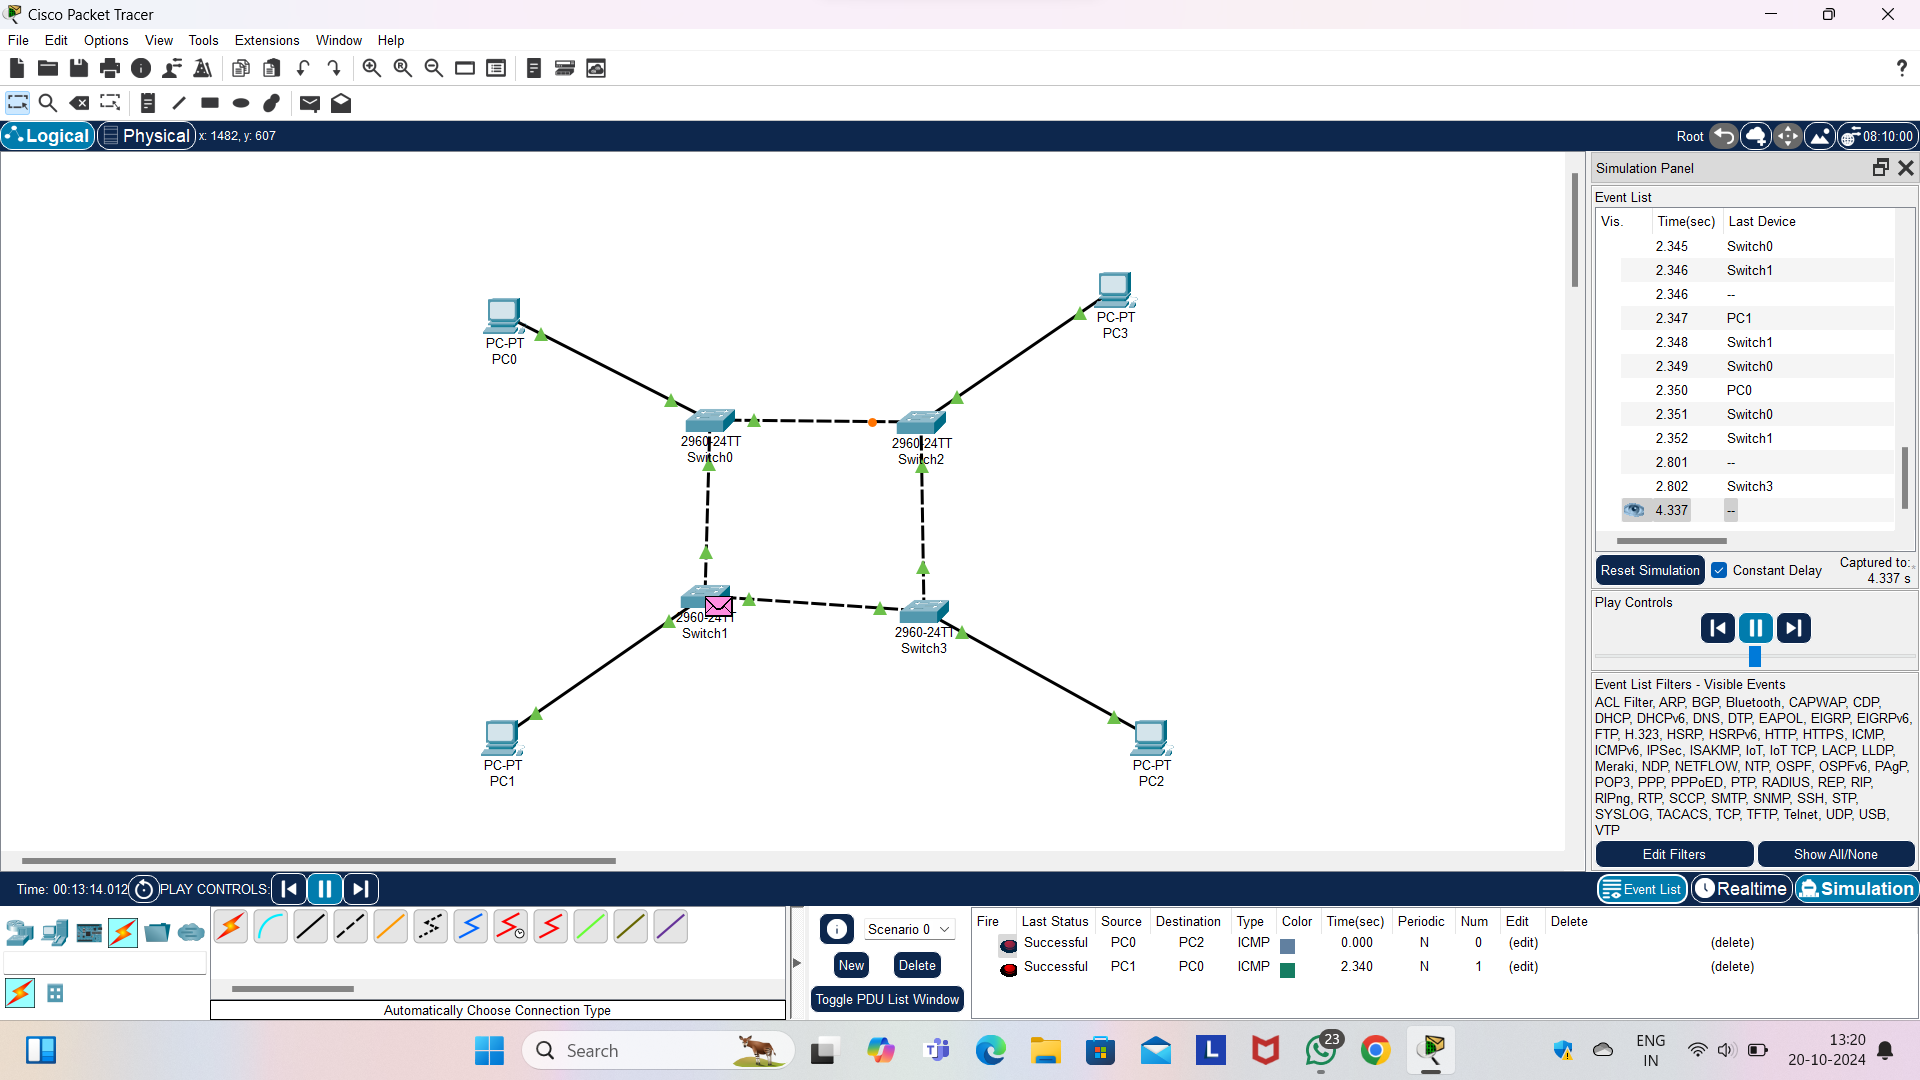 Cisco Packet Tracer
File Edit Options View Tools Extensions Window Help
?
Logical Physical x: 1482, y: 607
Root 08:10:00
Simulation Panel
Event List
Vis. Time(sec) Last Device
2.345 Switch0
2.346 Switch1
2.346 --
2.347 PC1
2.348 Switch1
2.349 Switch0
2.350 PC0
2.351 Switch0
2.352 Switch1
2.801 --
2.802 Switch3
4.337 --
Reset Simulation Constant Delay Captured to:
4.337 s
Play Controls
Event List Filters - Visible Events
ACL Filter, ARP, BGP, Bluetooth, CAPWAP, CDP,
DHCP, DHCPv6, DNS, DTP, EAPOL, EIGRP, EIGRPv6,
FTP, H.323, HSRP, HSRPv6, HTTP, HTTPS, ICMP,
ICMPv6, IPSec, ISAKMP, IoT, IoT TCP, LACP, LLDP,
Meraki, NDP, NETFLOW, NTP, OSPF, OSPFv6, PAgP,
POP3, PPP, PPPoED, PTP, RADIUS, REP, RIP,
RIPng, RTP, SCCP, SMTP, SNMP, SSH, STP,
SYSLOG, TACACS, TCP, TFTP, Telnet, UDP, USB,
VTP
Edit Filters Show All/None
PC-PT
PC0
PC-PT
PC3
2960-24TT
Switch0
2960-24TT
Switch2
2960-24TT
Switch1
2960-24TT
Switch3
PC-PT
PC1
PC-PT
PC2
Time: 00:13:14.012 PLAY CONTROLS:
Event List Realtime Simulation
Automatically Choose Connection Type
Scenario 0
New Delete
Toggle PDU List Window
Fire Last Status Source Destination Type Color Time(sec) Periodic Num Edit Delete
Successful PC0 PC2 ICMP 0.000 N 0 (edit) (delete)
Successful PC1 PC0 ICMP 2.340 N 1 (edit) (delete)
Search
L
23
ENG
IN
13:20
20-10-2024